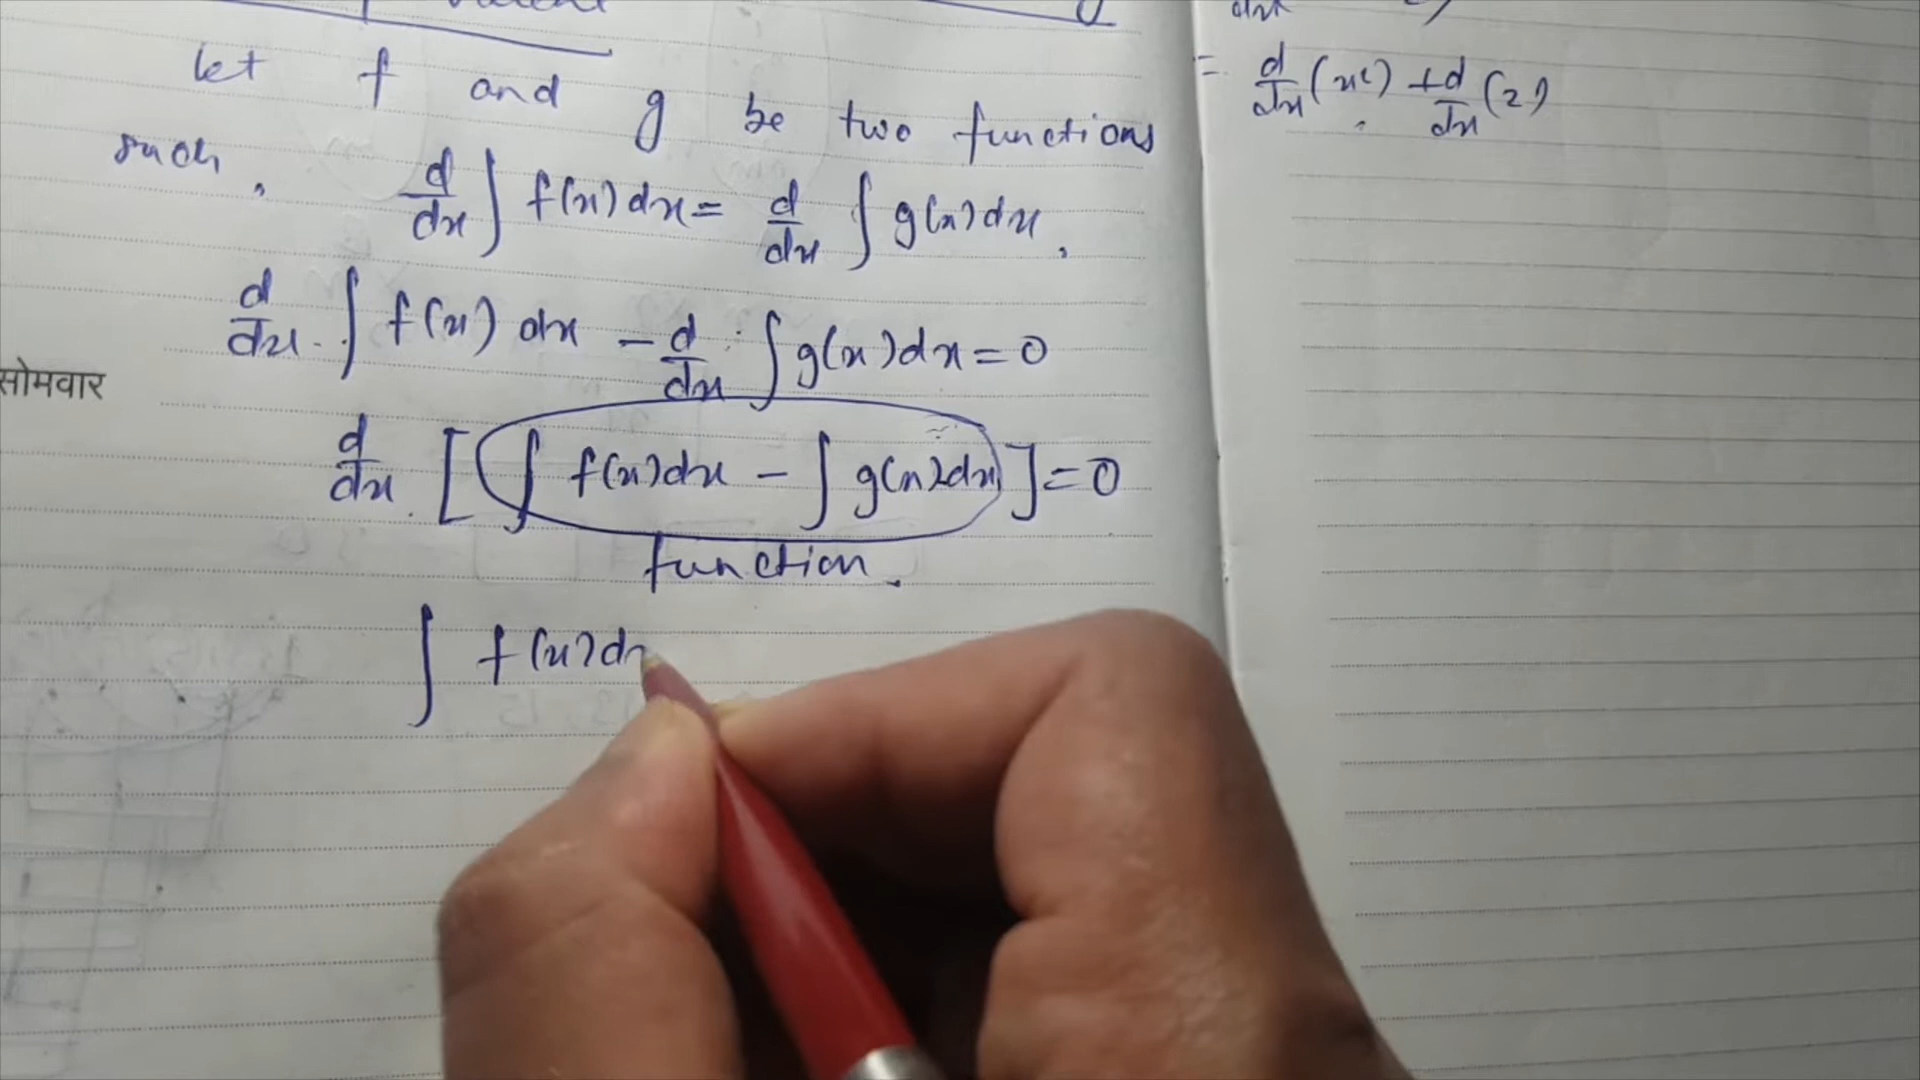 let f and g be two functions
such, d/dx ∫ f(x) dx = d/dx ∫ g(x) dx,
d/dx . ∫ f(x) dx - d/dx . ∫ g(x) dx = 0
d/dx . [ ∫ f(x) dx - ∫ g(x) dx ] = 0
function.
∫ f(x) dx
सोमवार
dx
= d/dx (x²) + d/dx (2)